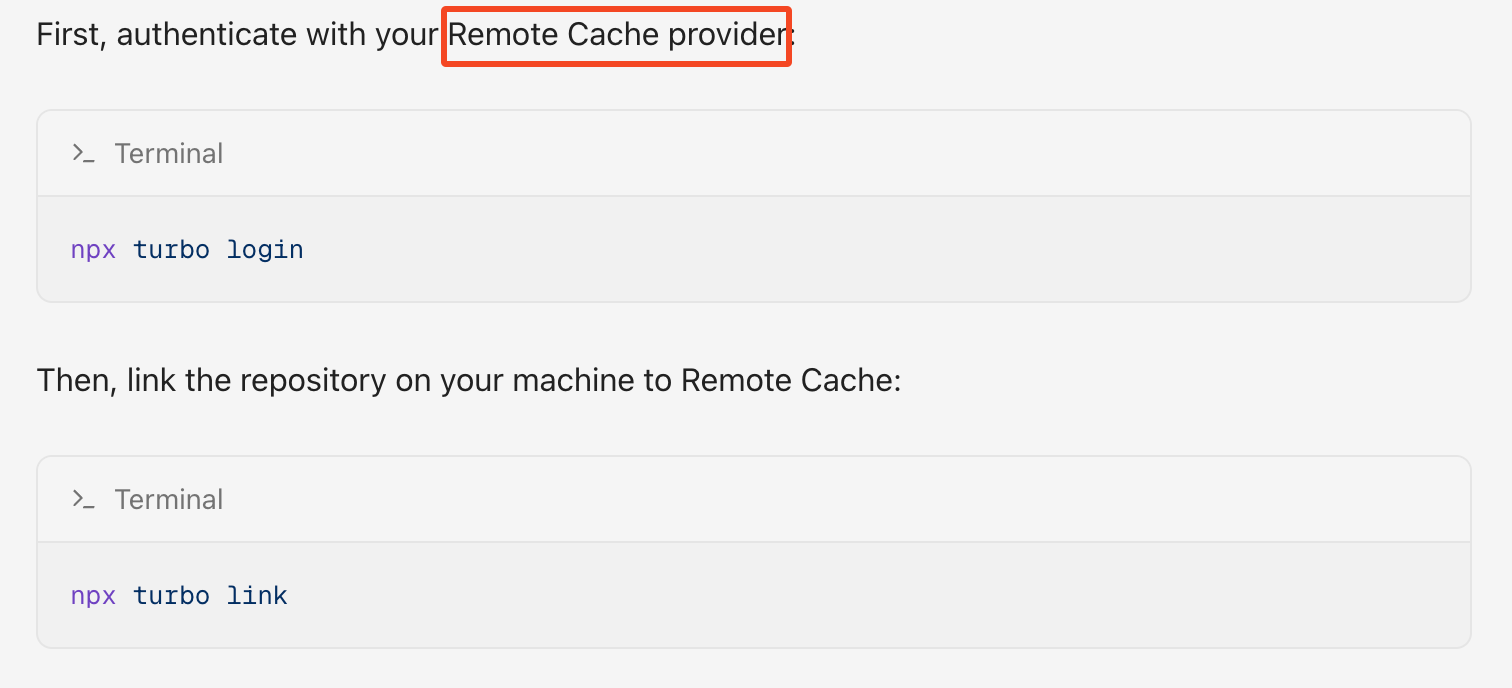 First, authenticate with your Remote Cache provider:
>_ Terminal
npx turbo login
Then, link the repository on your machine to Remote Cache:
>_ Terminal
npx turbo link